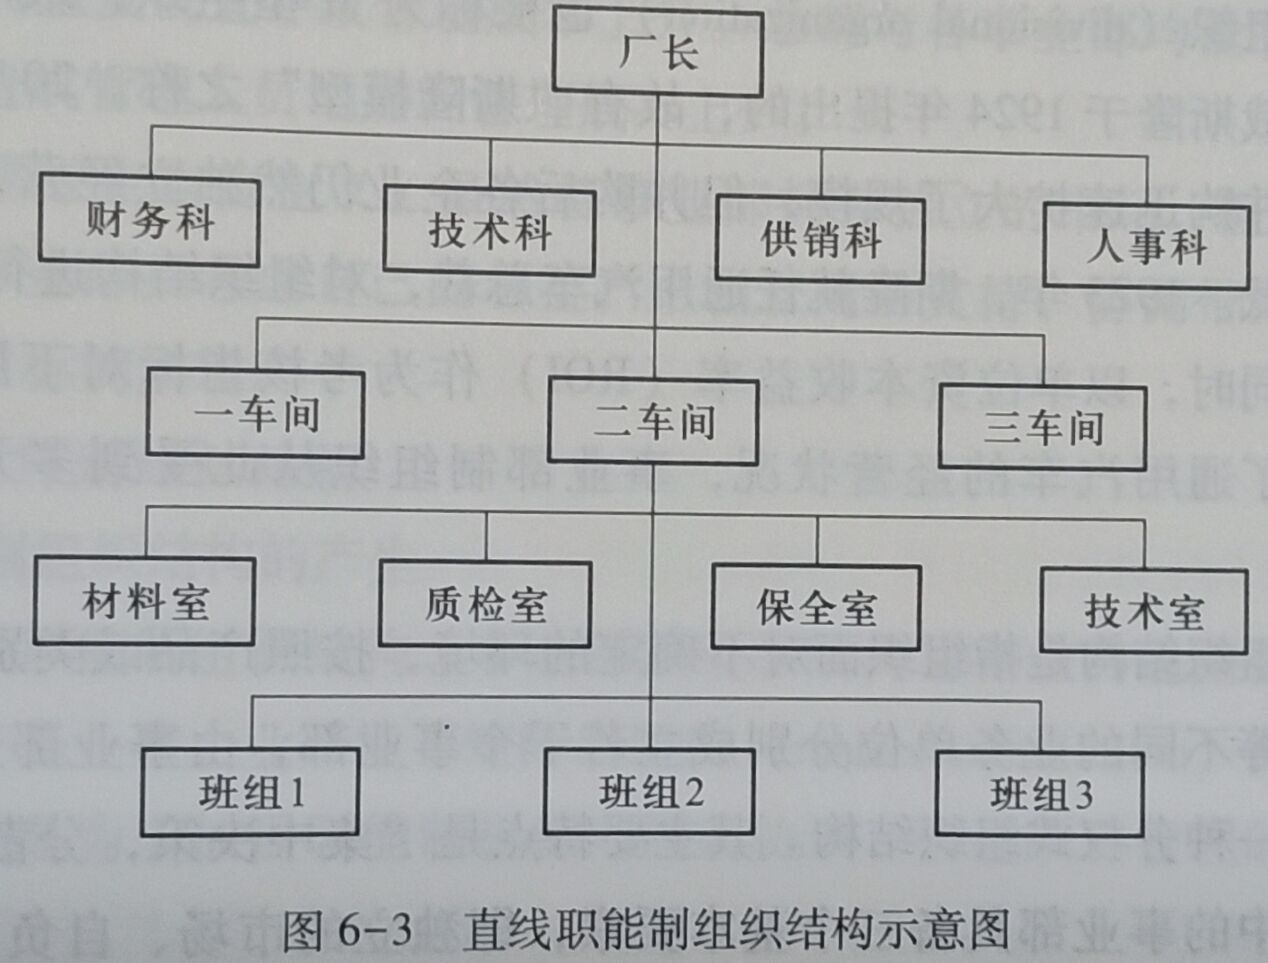 厂长
财务科 技术科 供销科 人事科
一车间 二车间 三车间
材料室 质检室 保全室 技术室
班组1 班组2 班组3
图 6-3 直线职能制组织结构示意图